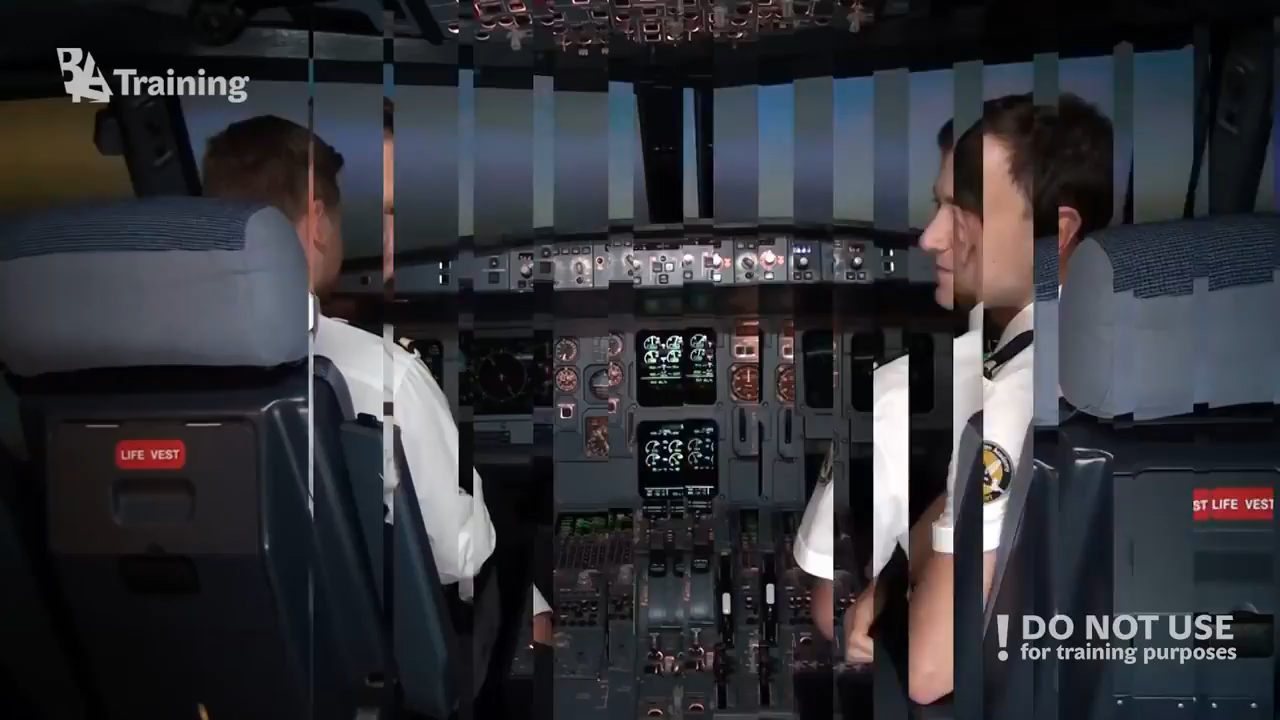 BAA Training
LIFE VEST
ST LIFE VEST
! DO NOT USE
for training purposes